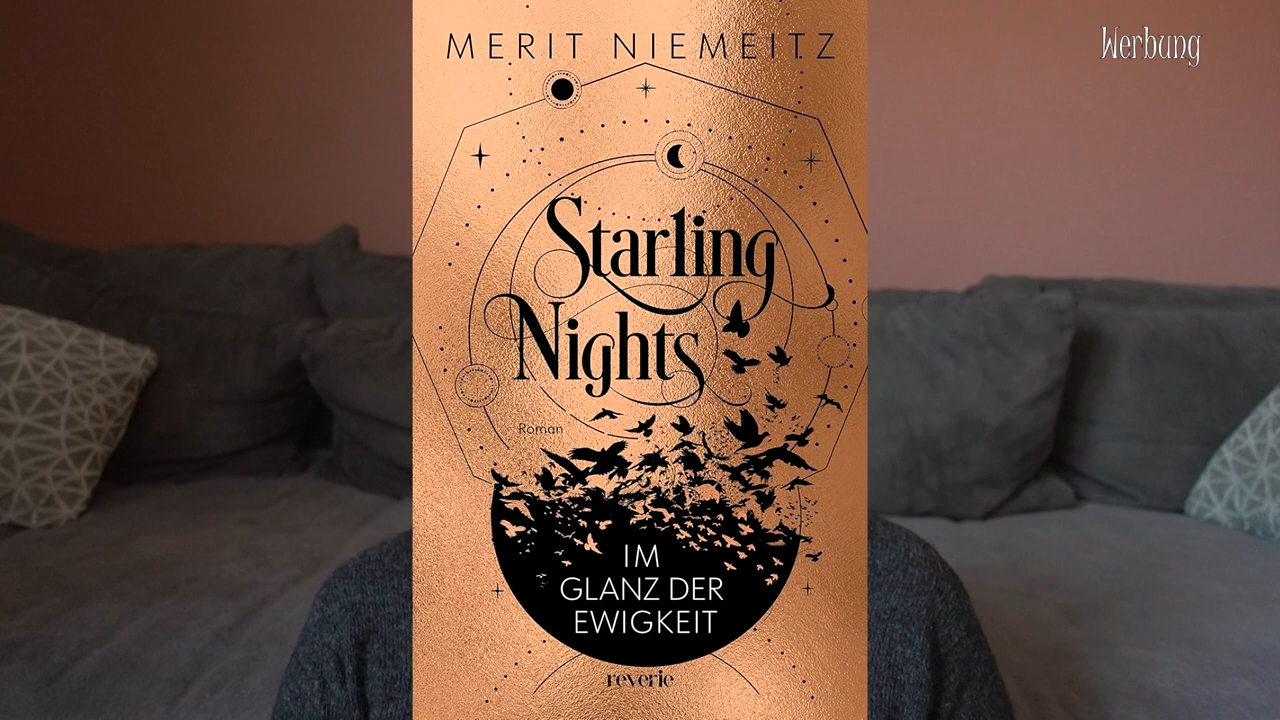 MERIT NIEMEITZ
Werbung
Starling
Nights
Roman
IM
GLANZ DER
EWIGKEIT
reverie